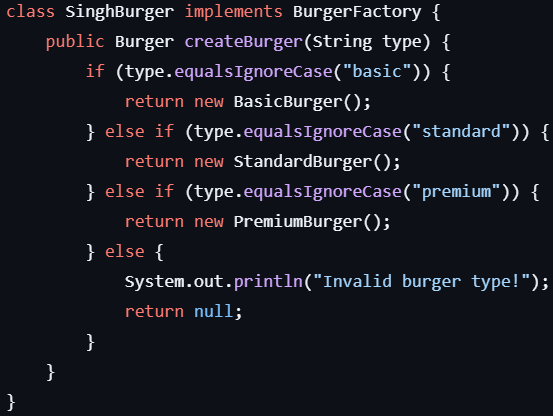 class SinghBurger implements BurgerFactory {
    public Burger createBurger(String type) {
        if (type.equalsIgnoreCase("basic")) {
            return new BasicBurger();
        } else if (type.equalsIgnoreCase("standard")) {
            return new StandardBurger();
        } else if (type.equalsIgnoreCase("premium")) {
            return new PremiumBurger();
        } else {
            System.out.println("Invalid burger type!");
            return null;
        }
    }
}